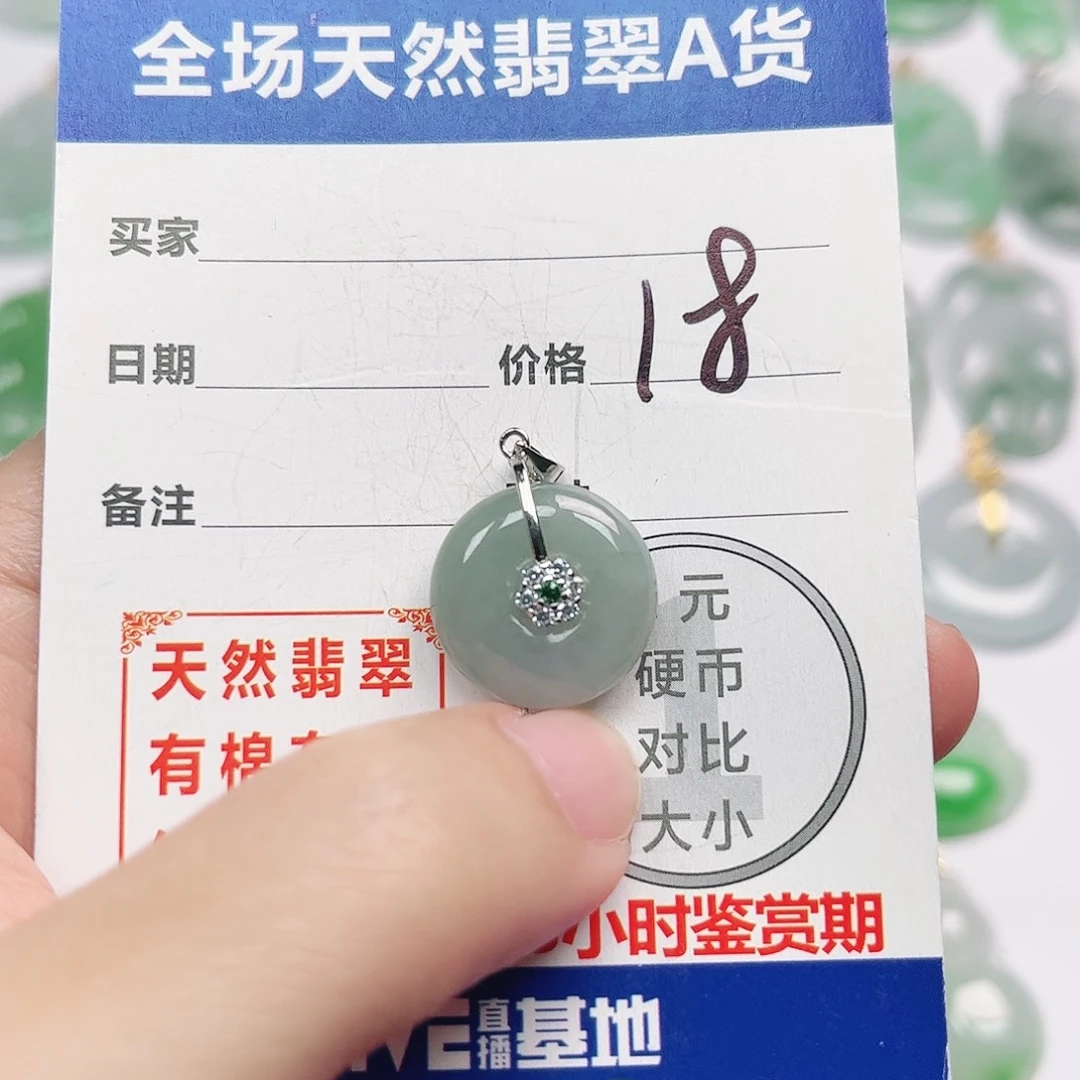 全场天然翡翠A货
买家
日期 价格 18
备注
天然翡翠
有棉
元
硬币
对比
大小
小时鉴赏期
直播基地